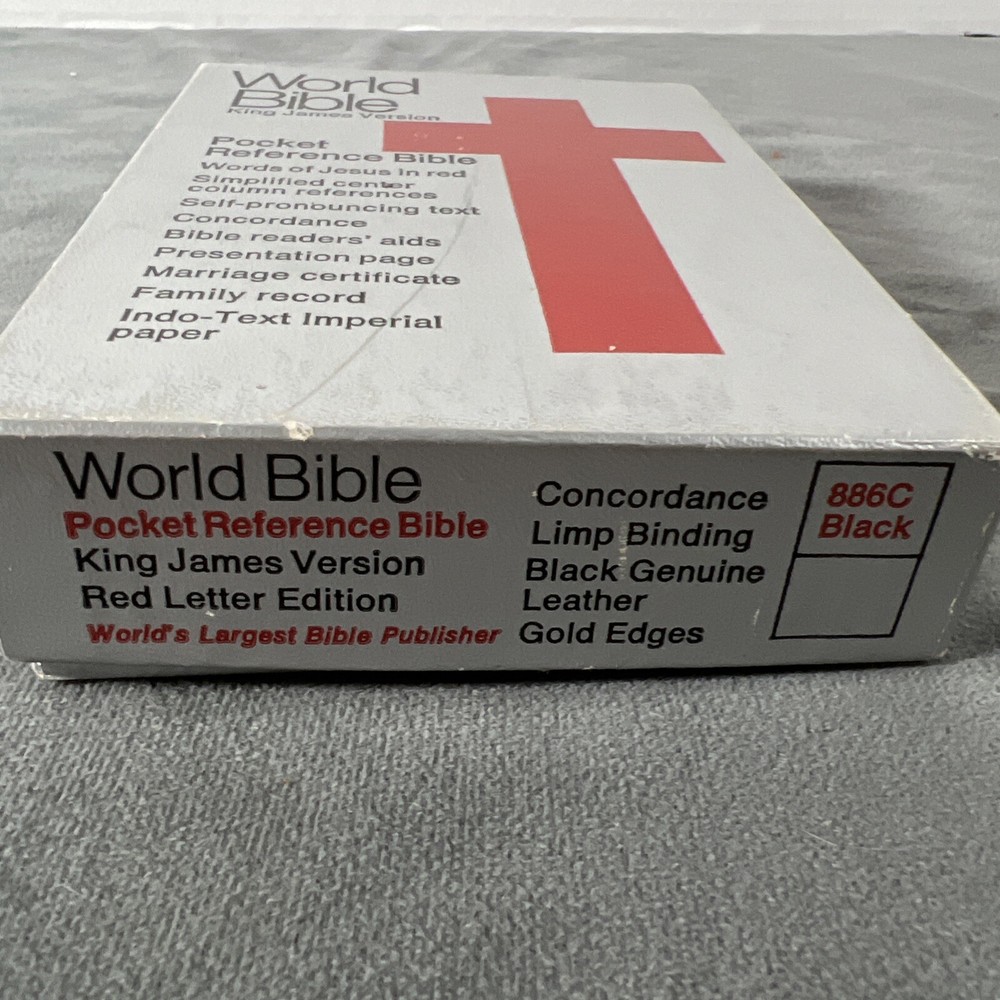 World
Bible
King James Version
Pocket
Reference Bible
Words of Jesus in red
Simplified center
column references
Self-pronouncing text
Concordance
Bible readers' aids
Presentation page
Marriage certificate
Family record
Indo-Text Imperial
paper
World Bible
Pocket Reference Bible
King James Version
Red Letter Edition
World's Largest Bible Publisher
Concordance
Limp Binding
Black Genuine
Leather
Gold Edges
886C
Black